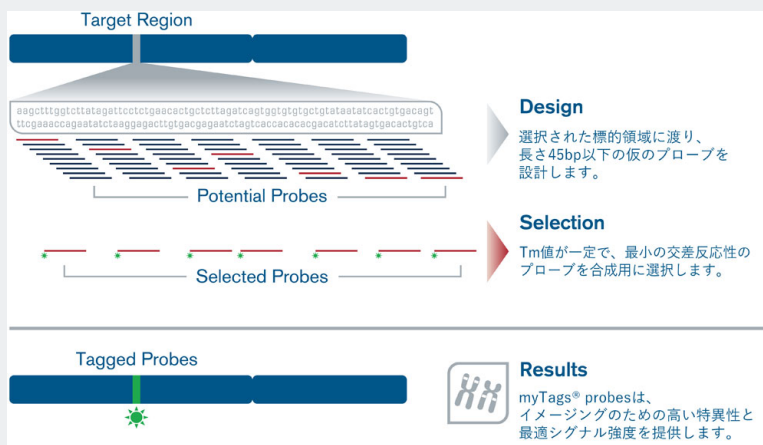 Target Region
aagctttggtcttatagattcctctgaacactgctcttagatcagtggtgtgtgctgtataatatcactgtgacagt
ttcgaaaccagaatatctaaggagacttgtgacgagaatctagtcaccacacacgacatcttatagtgacactgtca
Design
選択された標的領域に渡り、
長さ45bp以下の仮のプローブを
設計します。
Potential Probes
Selection
Tm値が一定で、最小の交差反応性の
プローブを合成用に選択します。
Selected Probes
Tagged Probes
Results
myTags® probesは、
イメージングのための高い特異性と
最適シグナル強度を提供します。